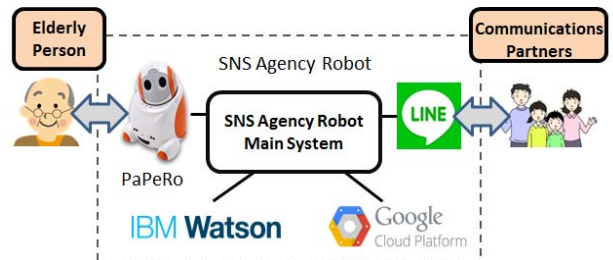 Elderly
Person
Communications
Partners
SNS Agency Robot
SNS Agency Robot
Main System
LINE
PaPeRo
IBM Watson
Google
Cloud Platform